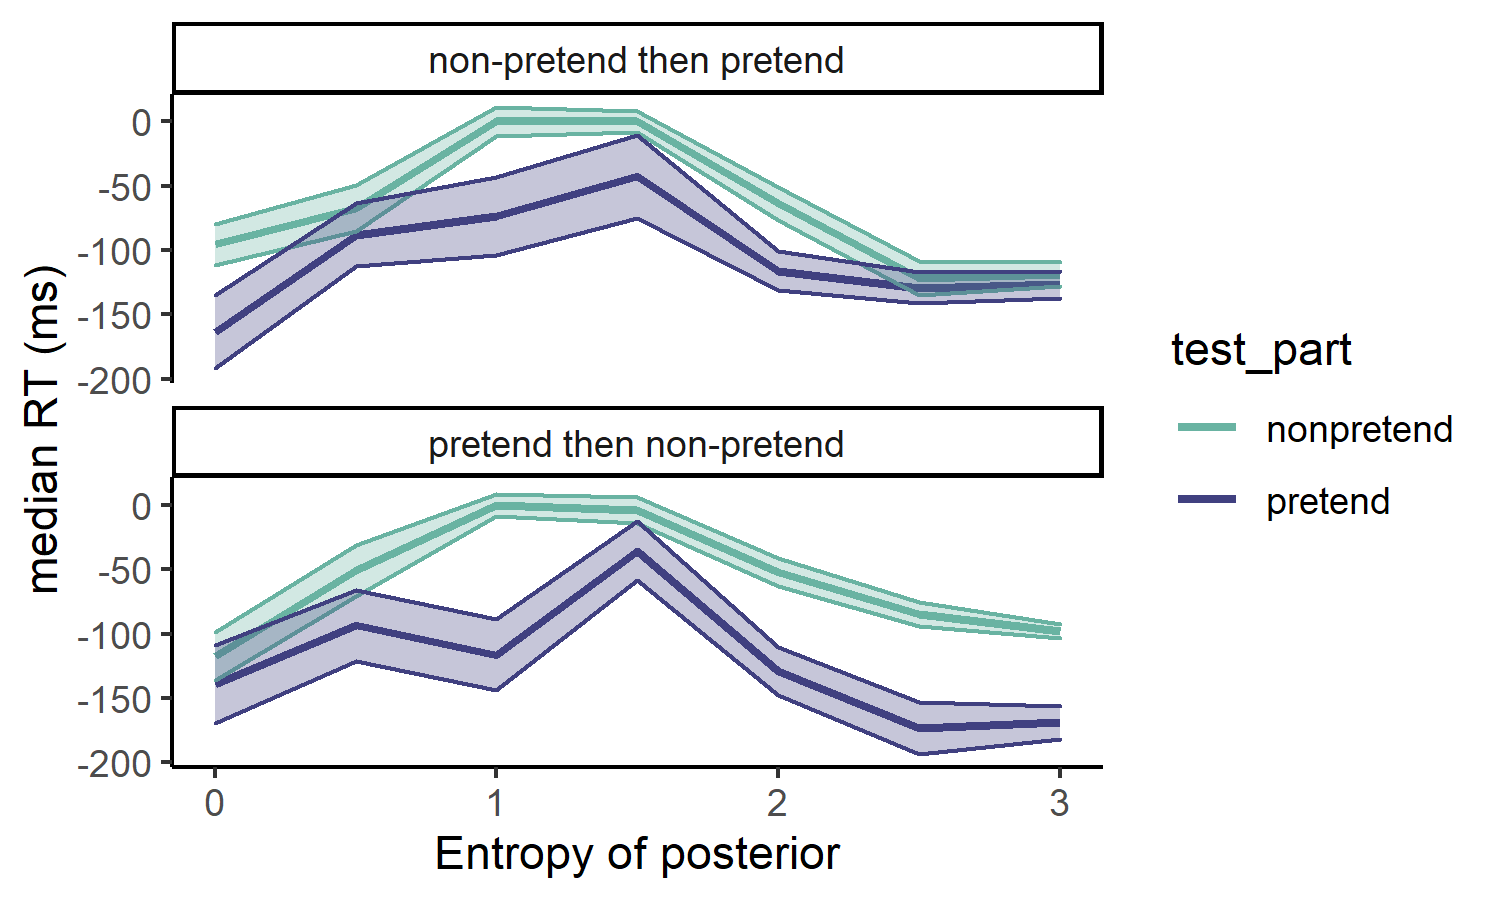 non-pretend then pretend
0
-50
-100
-150
-200
pretend then non-pretend
0
-50
-100
-150
-200
0 1 2 3
Entropy of posterior
median RT (ms)
test_part
nonpretend
pretend